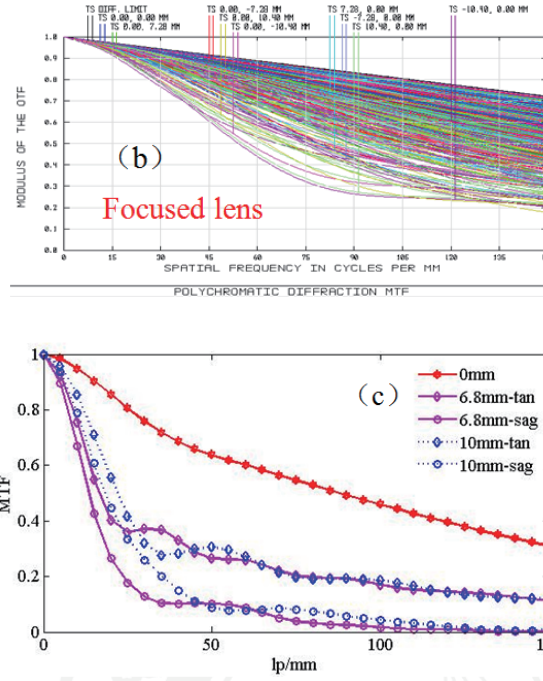 TS DIFF. LIMIT
TS 0.00, 0.00 MM
TS 0.00, 7.28 MM
TS 0.00, -7.28 MM
TS 0.00, 10.40 MM
TS 0.00, -10.40 MM
TS 7.28, 0.00 MM
TS -7.28, 0.00 MM
TS 10.40, 0.00 MM
TS -10.40, 0.00 MM
1.0
0.9
0.8
0.7
0.6
0.5
0.4
0.3
0.2
0.1
0.0
MODULUS OF THE OTF
(b)
Focused lens
0 15 30 45 60 75 90 105 120 135
SPATIAL FREQUENCY IN CYCLES PER MM
POLYCHROMATIC DIFFRACTION MTF
(c)
0mm
6.8mm-tan
6.8mm-sag
10mm-tan
10mm-sag
1
0.8
0.6
0.4
0.2
0
MTF
0 50 100
lp/mm